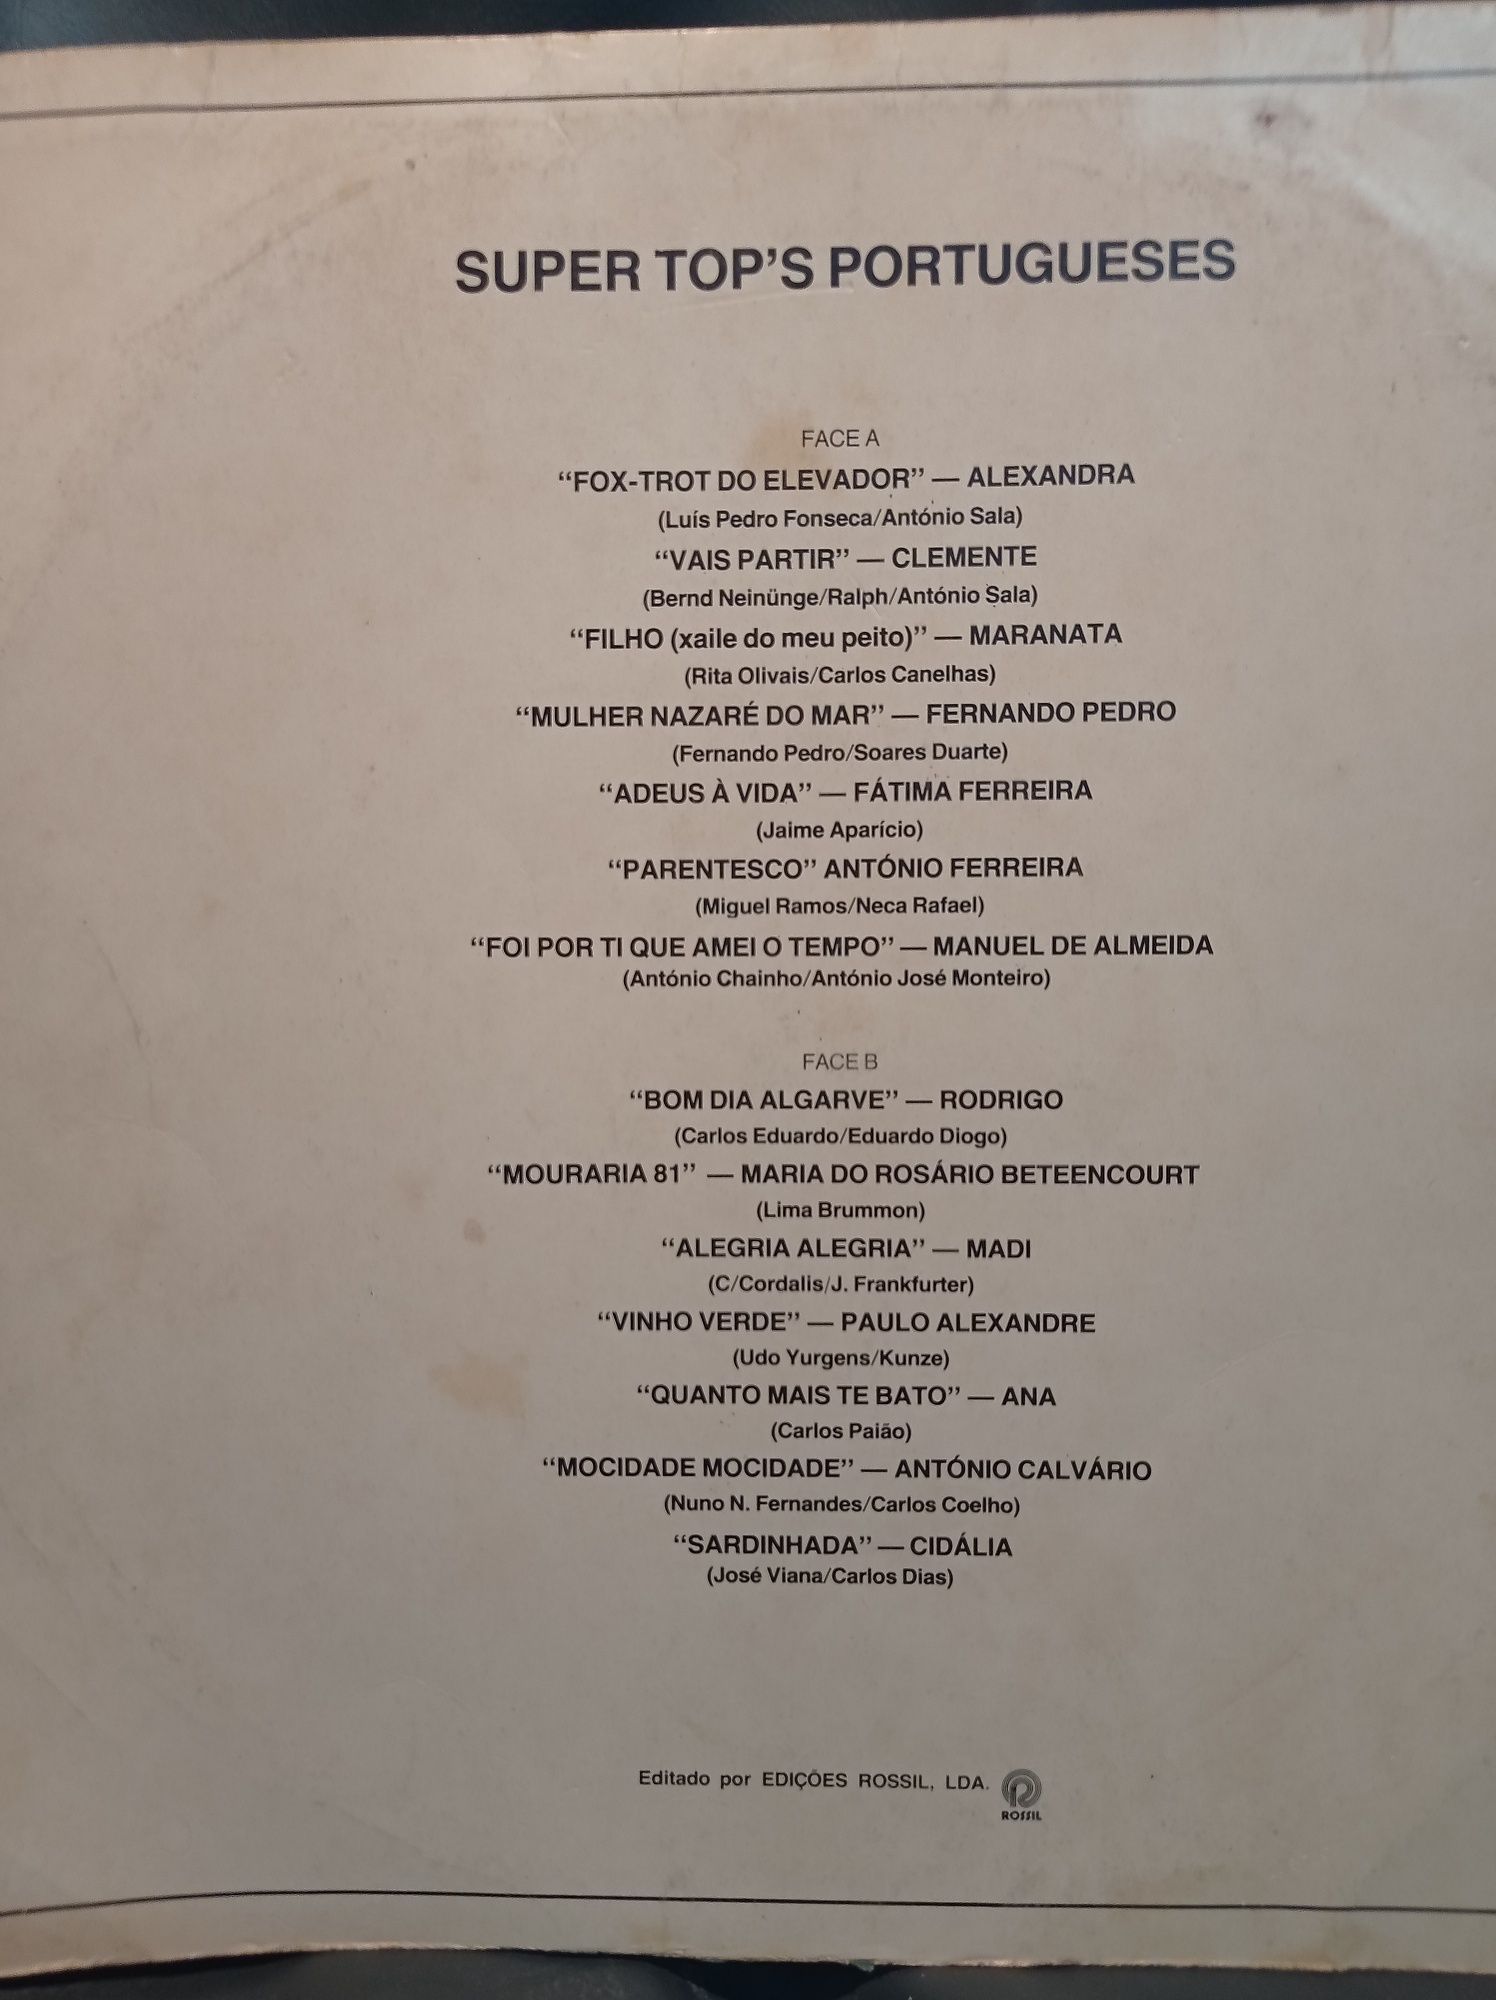 SUPER TOP'S PORTUGUESES
FACE A
“FOX-TROT DO ELEVADOR” — ALEXANDRA
(Luís Pedro Fonseca/António Sala)
“VAIS PARTIR” — CLEMENTE
(Bernd Neinünge/Ralph/António Sala)
“FILHO (xaile do meu peito)” — MARANATA
(Rita Olivais/Carlos Canelhas)
“MULHER NAZARÉ DO MAR” — FERNANDO PEDRO
(Fernando Pedro/Soares Duarte)
“ADEUS À VIDA” — FÁTIMA FERREIRA
(Jaime Aparício)
“PARENTESCO” ANTÓNIO FERREIRA
(Miguel Ramos/Neca Rafael)
“FOI POR TI QUE AMEI O TEMPO” — MANUEL DE ALMEIDA
(António Chainho/António José Monteiro)
FACE B
“BOM DIA ALGARVE” — RODRIGO
(Carlos Eduardo/Eduardo Diogo)
“MOURARIA 81” — MARIA DO ROSÁRIO BETEENCOURT
(Lima Brummon)
“ALEGRIA ALEGRIA” — MADI
(C/Cordalis/J. Frankfurter)
“VINHO VERDE” — PAULO ALEXANDRE
(Udo Yurgens/Kunze)
“QUANTO MAIS TE BATO” — ANA
(Carlos Paião)
“MOCIDADE MOCIDADE” — ANTÓNIO CALVÁRIO
(Nuno N. Fernandes/Carlos Coelho)
“SARDINHADA” — CIDÁLIA
(José Viana/Carlos Dias)
Editado por EDIÇÕES ROSSIL, LDA.
ROSSIL